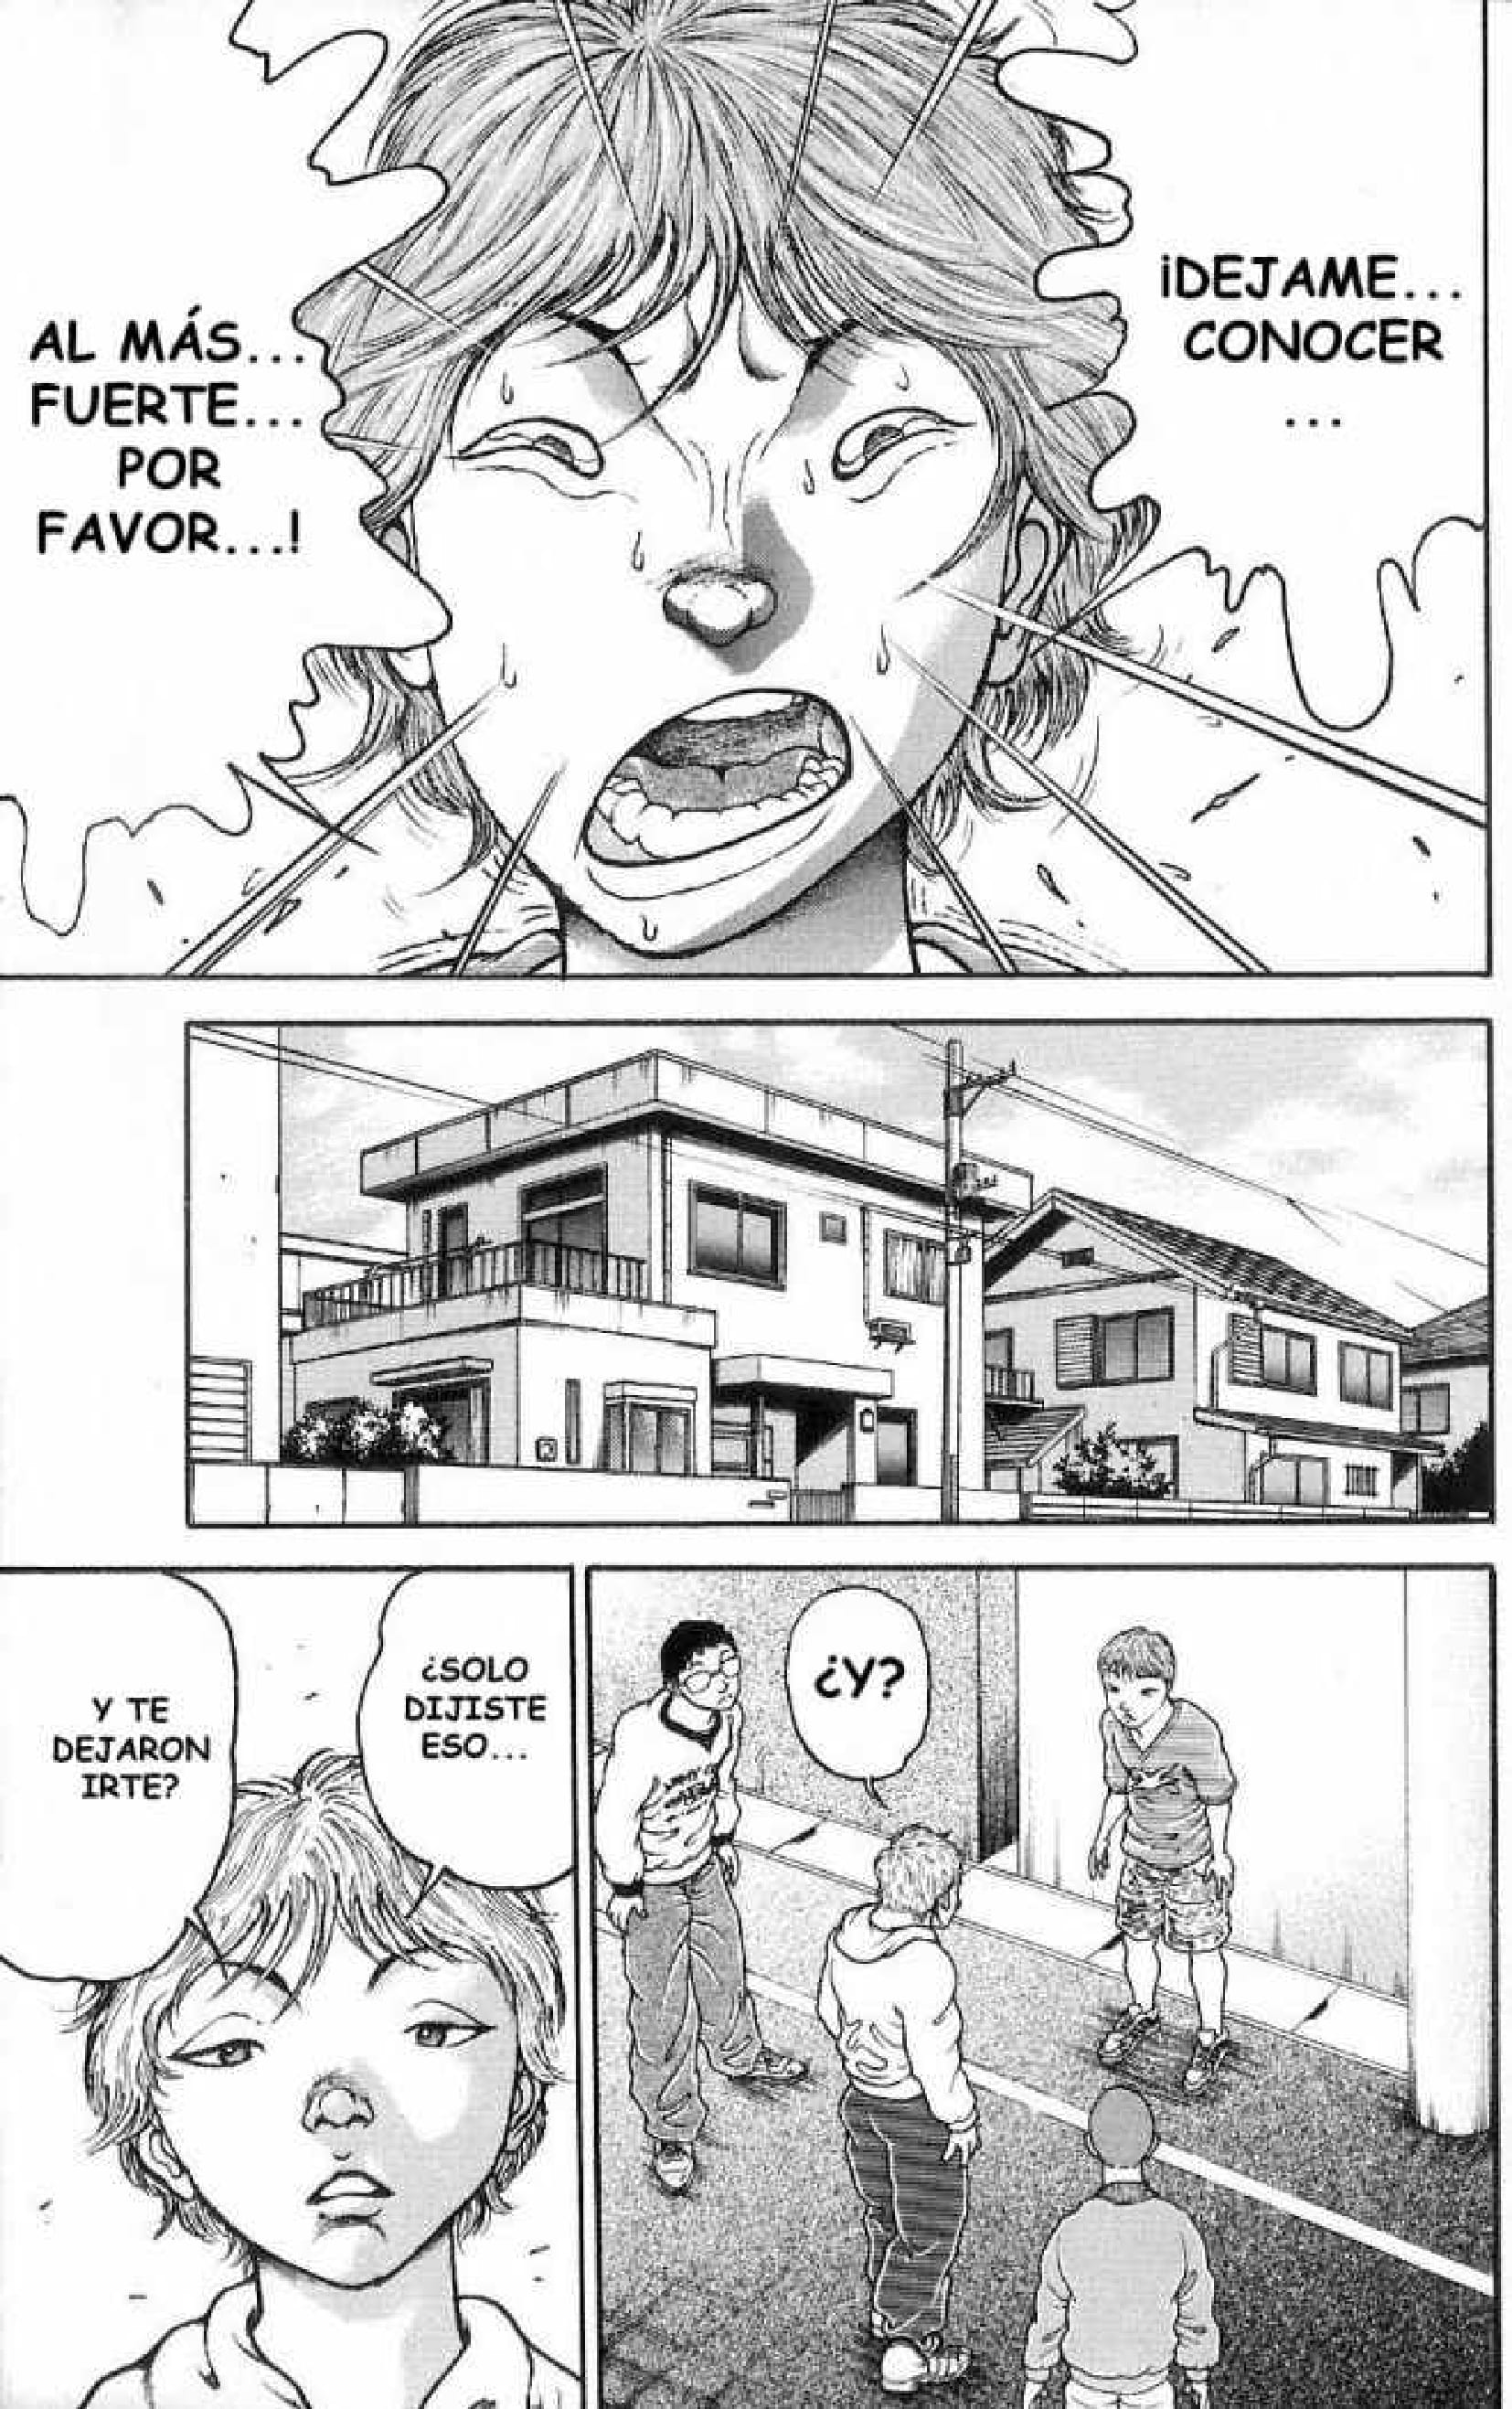 ¡DEJAME...
CONOCER
...
AL MÁS...
FUERTE...
POR
FAVOR...!
¿Y?
¿SOLO
DIJISTE
ESO...
Y TE
DEJARON
IRTE?